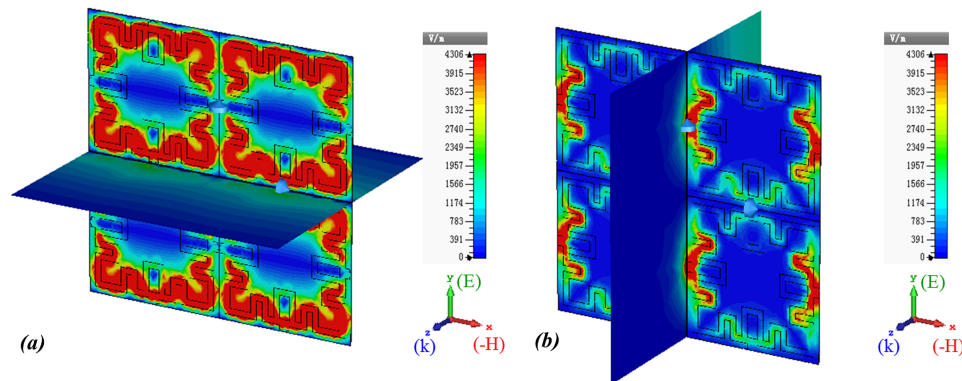 V/m
4306
3915
3523
3132
2740
2349
1957
1566
1174
783
391
0
y (E)
z
x
(k)
(-H)
(a)
V/m
4306
3915
3523
3132
2740
2349
1957
1566
1174
783
391
0
y (E)
z
x
(k)
(-H)
(b)